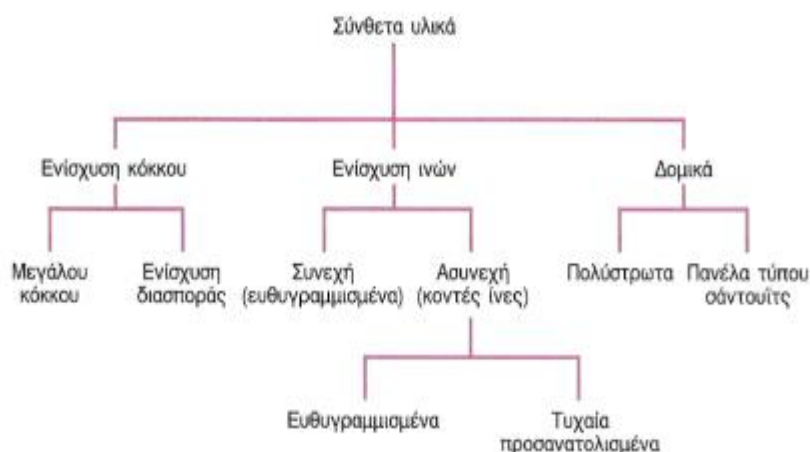 Σύνθετα υλικά
Ενίσχυση κόκκου
Ενίσχυση ινών
Δομικά
Μεγάλου
κόκκου
Ενίσχυση
διασποράς
Συνεχή
(ευθυγραμμισμένα)
Ασυνεχή
(κοντές ίνες)
Πολύστρωτα
Πανέλα τύπου
σάντουϊτς
Ευθυγραμμισμένα
Τυχαία
προσανατολισμένα